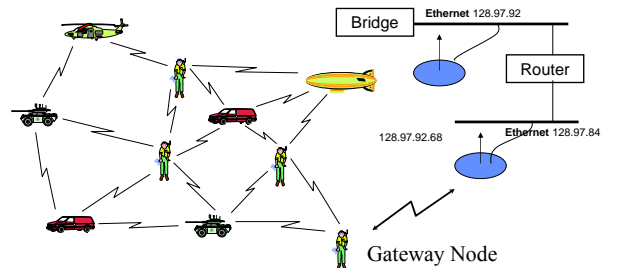 Ethernet 128.97.92
Bridge
Router
128.97.92.68
Ethernet 128.97.84
Gateway Node